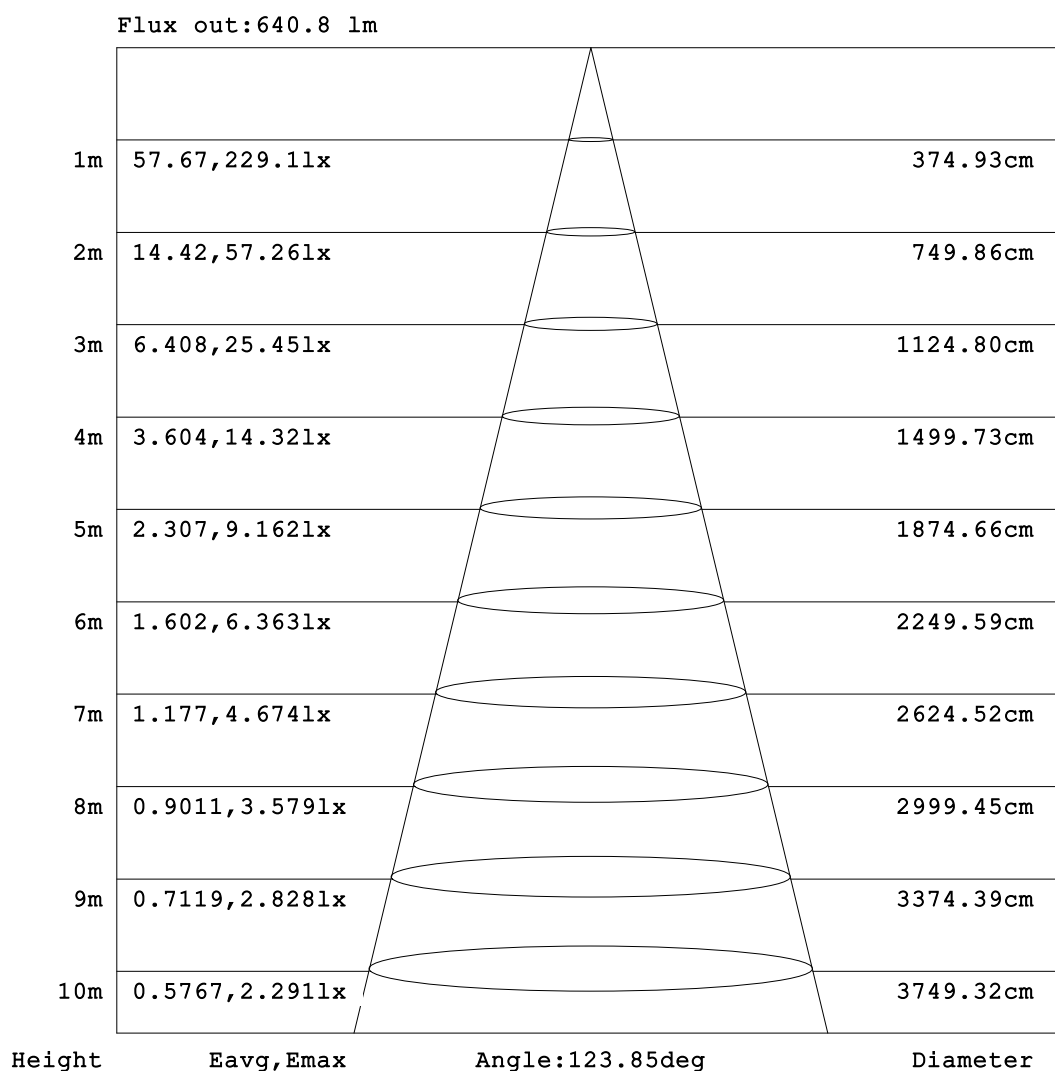 Flux out:640.8 lm
1m 57.67,229.1lx 374.93cm
2m 14.42,57.26lx 749.86cm
3m 6.408,25.45lx 1124.80cm
4m 3.604,14.32lx 1499.73cm
5m 2.307,9.162lx 1874.66cm
6m 1.602,6.363lx 2249.59cm
7m 1.177,4.674lx 2624.52cm
8m 0.9011,3.579lx 2999.45cm
9m 0.7119,2.828lx 3374.39cm
10m 0.5767,2.291lx 3749.32cm
Height Eavg,Emax Angle:123.85deg Diameter